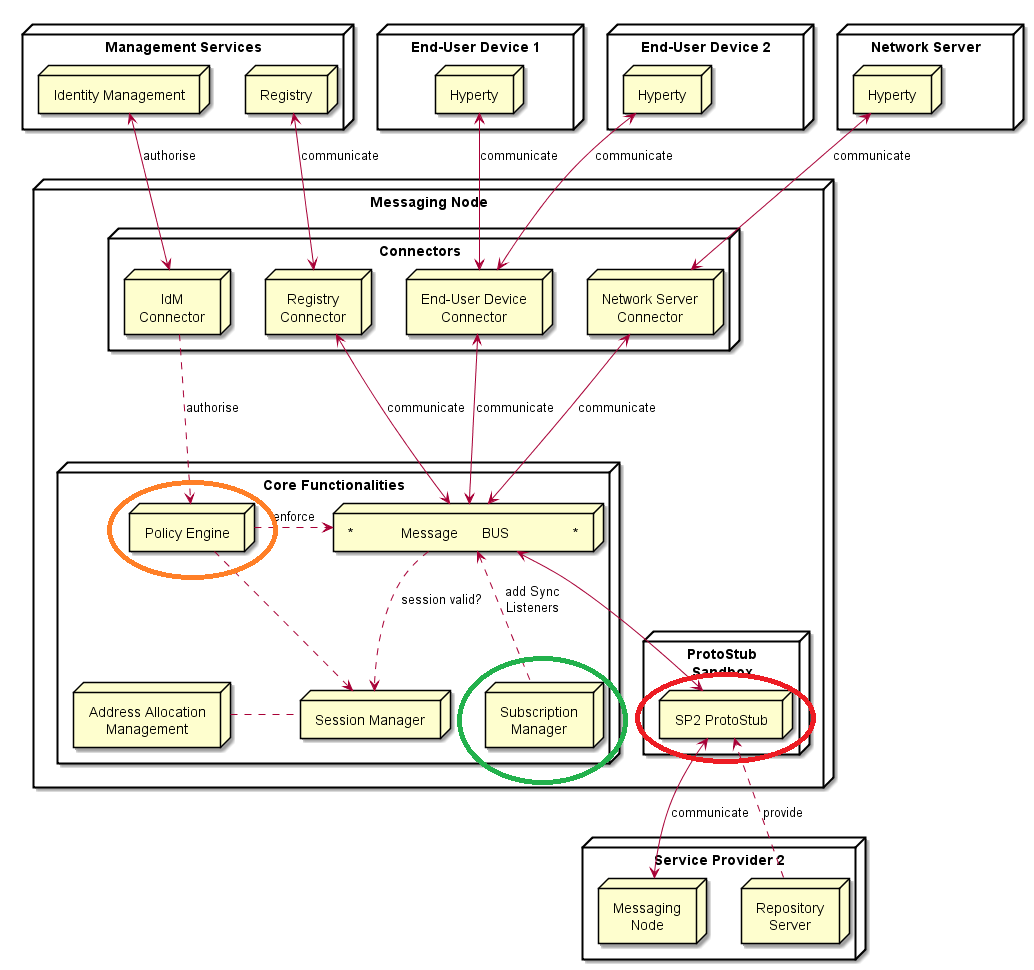 Management Services
End-User Device 1
End-User Device 2
Network Server
Identity Management
Registry
Hyperty
Hyperty
Hyperty
authorise
communicate
communicate
communicate
communicate
Messaging Node
Connectors
IdM
Connector
Registry
Connector
End-User Device
Connector
Network Server
Connector
authorise
communicate
communicate
communicate
Core Functionalities
Policy Engine
enforce
* Message BUS *
session valid?
add Sync
Listeners
ProtoStub
Sandbox
Address Allocation
Management
Session Manager
Subscription
Manager
SP2 ProtoStub
communicate
provide
Service Provider 2
Messaging
Node
Repository
Server